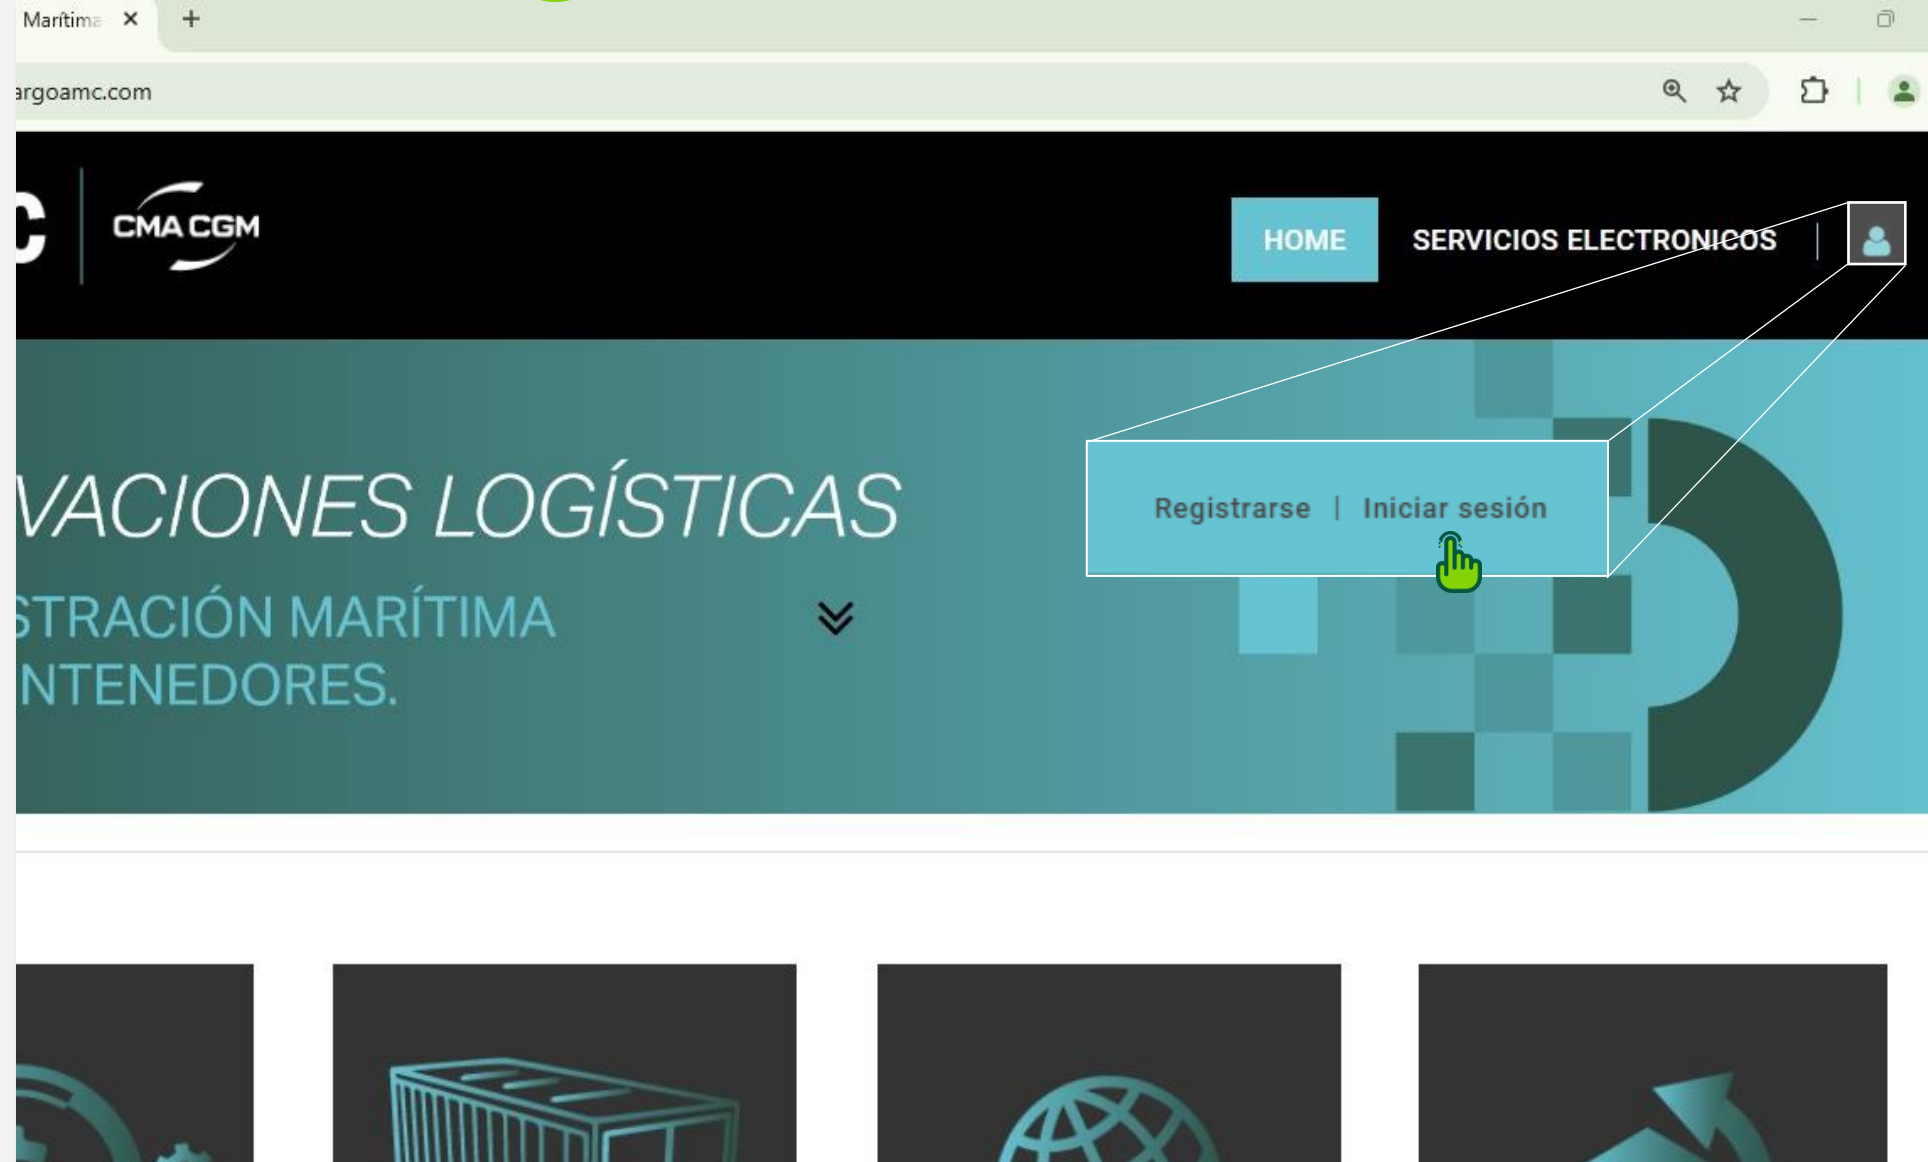 Marítima
argoamc.com
C
CMA CGM
HOME
SERVICIOS ELECTRONICOS
VACIONES LOGÍSTICAS
Registrarse | Iniciar sesión
STRACIÓN MARÍTIMA
NTENEDORES.